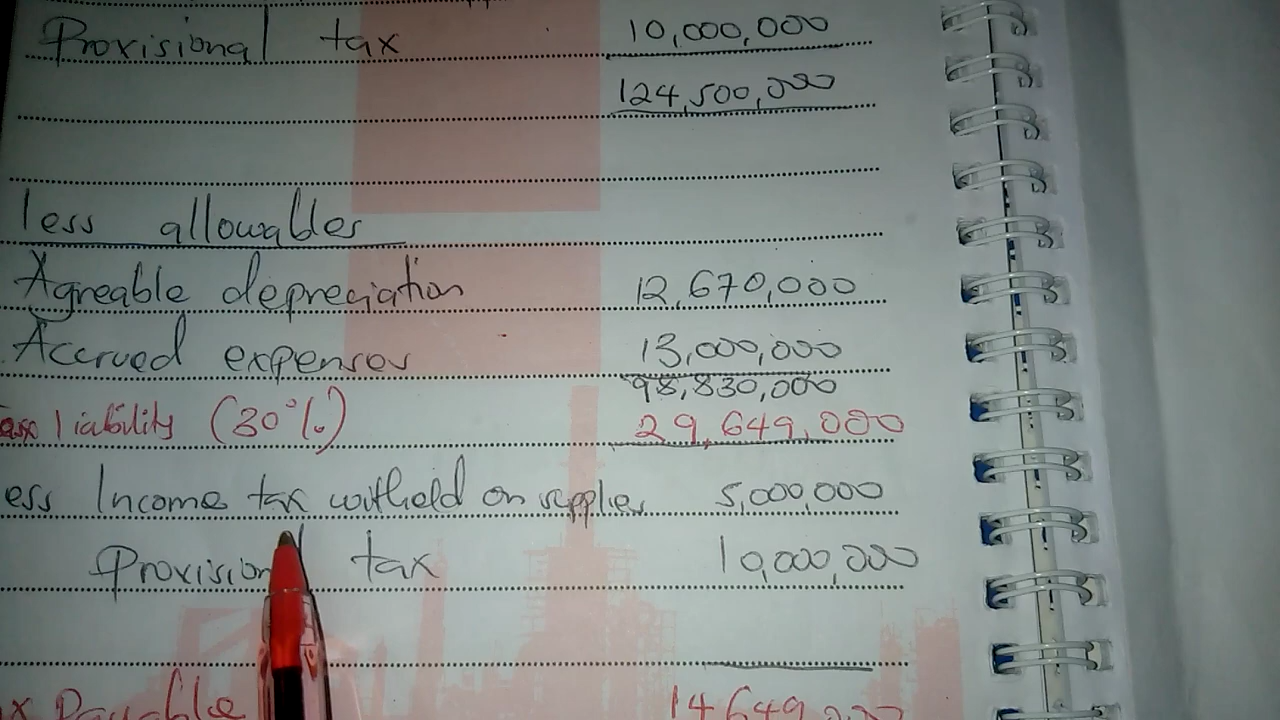 Provisional tax 10,000,000
124,500,000
less allowables
Agreable depreciation 12,670,000
Accrued expenses 13,000,000
98,830,000
liability (30%) 29,649,000
ess Income tax witheld on supplies 5,000,000
Provision tax 10,000,000
x Payable 14,649,000